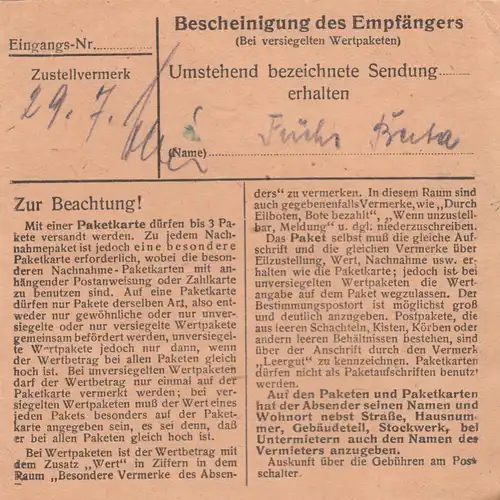 Eingangs-Nr.
Zustellvermerk
29. 7.
Bescheinigung des Empfängers
(Bei versiegelten Wertpaketen)
Umstehend bezeichnete Sendung
erhalten
(Name)
Zur Beachtung!
Mit einer Paketkarte dürfen bis 3 Pa-
kete versandt werden. Zu jedem Nach-
nahmepaket ist jedoch eine besondere
Paketkarte erforderlich, wobei die beson-
deren Nachnahme-Paketkarten mit an-
hängender Postanweisung oder Zahlkarte
zu benutzen sind. Auf eine Paketkarte
dürfen nur Pakete derselben Art, also ent-
weder nur gewöhnliche oder nur unver-
siegelte oder nur versiegelte Wertpakete
gemeinsam befördert werden, unversiegel-
te Wertpakete jedoch nur dann, wenn
der Wertbetrag bei allen Paketen gleich
hoch ist. Bei unversiegelten Wertpaketen
darf der Wertbetrag nur einmal auf der
Paketkarte vermerkt werden; bei ver-
siegelten Wertpaketen muß der Wert eines
jeden Pakets besonders auf der Paket-
karte angegeben sein, es sei denn, daß
er bei allen Paketen gleich hoch ist.
Bei Wertpaketen ist der Wertbetrag mit
dem Zusatz „Wert" in Ziffern in dem
Raum „Besondere Vermerke des Absen-
ders" zu vermerken. In diesem Raum sind
auch gegebenenfalls Vermerke, wie „Durch
Eilboten, Bote bezahlt", „Wenn unzustell-
bar, Meldung" u. dgl. niederzuschreiben.
Das Paket selbst muß die gleiche Auf-
schrift und die gleichen Vermerke über
Eilzustellung, Wert, Nachnahme usw. er-
halten wie die Paketkarte; jedoch ist bei
unversiegelten Wertpaketen die Wert-
angabe auf dem Paket wegzulassen. Der
Bestimmungspostort ist möglichst groß
und deutlich anzugeben. Postpakete, die
aus leeren Schachteln, Kisten, Körben oder
andern leeren Behältnissen bestehen, sind
über der Anschrift durch den Vermerk
„Leergut" zu kennzeichnen. Paketkarten
dürfen nicht als Paketaufschriften benutzt
werden.
Auf den Paketen und Paketkarten
hat der Absender seinen Namen und
Wohnort nebst Straße, Hausnum-
mer, Gebäudeteil, Stockwerk, bei
Untermietern auch den Namen des
Vermieters anzugeben.
Auskunft über die Gebühren am Post-
schalter.